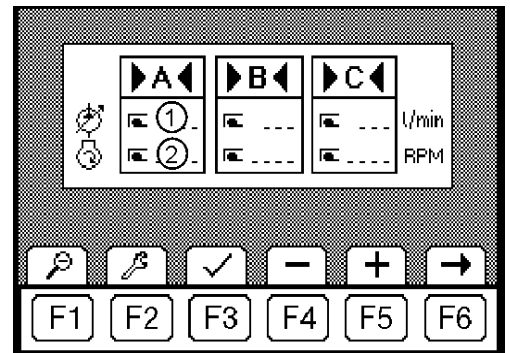 A B C
1 _ _ _ _ _ _ l/min
2 _ _ _ _ _ _ _ _ _ RPM
F1 F2 F3 F4 F5 F6